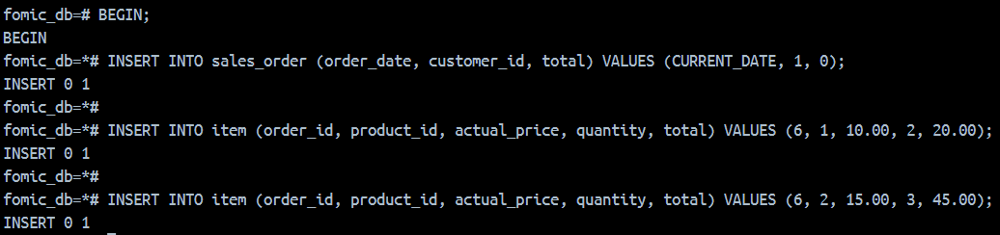 fomic_db=# BEGIN;
BEGIN
fomic_db=*# INSERT INTO sales_order (order_date, customer_id, total) VALUES (CURRENT_DATE, 1, 0);
INSERT 0 1
fomic_db=*#
fomic_db=*# INSERT INTO item (order_id, product_id, actual_price, quantity, total) VALUES (6, 1, 10.00, 2, 20.00);
INSERT 0 1
fomic_db=*#
fomic_db=*# INSERT INTO item (order_id, product_id, actual_price, quantity, total) VALUES (6, 2, 15.00, 3, 45.00);
INSERT 0 1